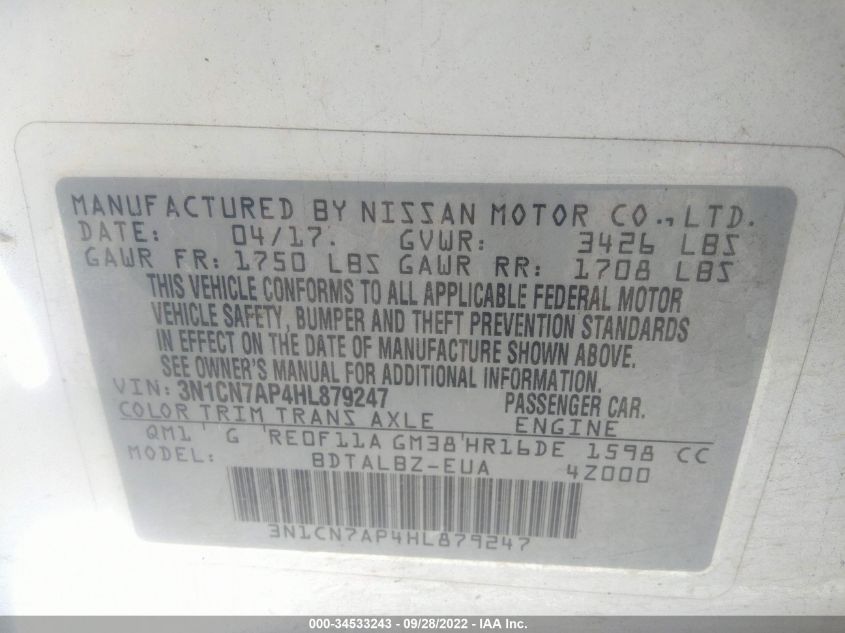 MANUFACTURED BY NISSAN MOTOR CO., LTD.
DATE: 04/17. GVWR: 3426 LBS
GAWR FR: 1750 LBS GAWR RR: 1708 LBS
THIS VEHICLE CONFORMS TO ALL APPLICABLE FEDERAL MOTOR
VEHICLE SAFETY, BUMPER AND THEFT PREVENTION STANDARDS
IN EFFECT ON THE DATE OF MANUFACTURE SHOWN ABOVE.
SEE OWNER'S MANUAL FOR ADDITIONAL INFORMATION.
VIN: 3N1CN7AP4HL879247 PASSENGER CAR.
COLOR TRIM TRANS AXLE ENGINE
QM1 ' G 'RE0F11A GM38'HR16DE 1598 CC
MODEL: BDTALBZ-EUA 4Z000
3N1CN7AP4HL879247
000-34533243 - 09/28/2022 - IAA Inc.